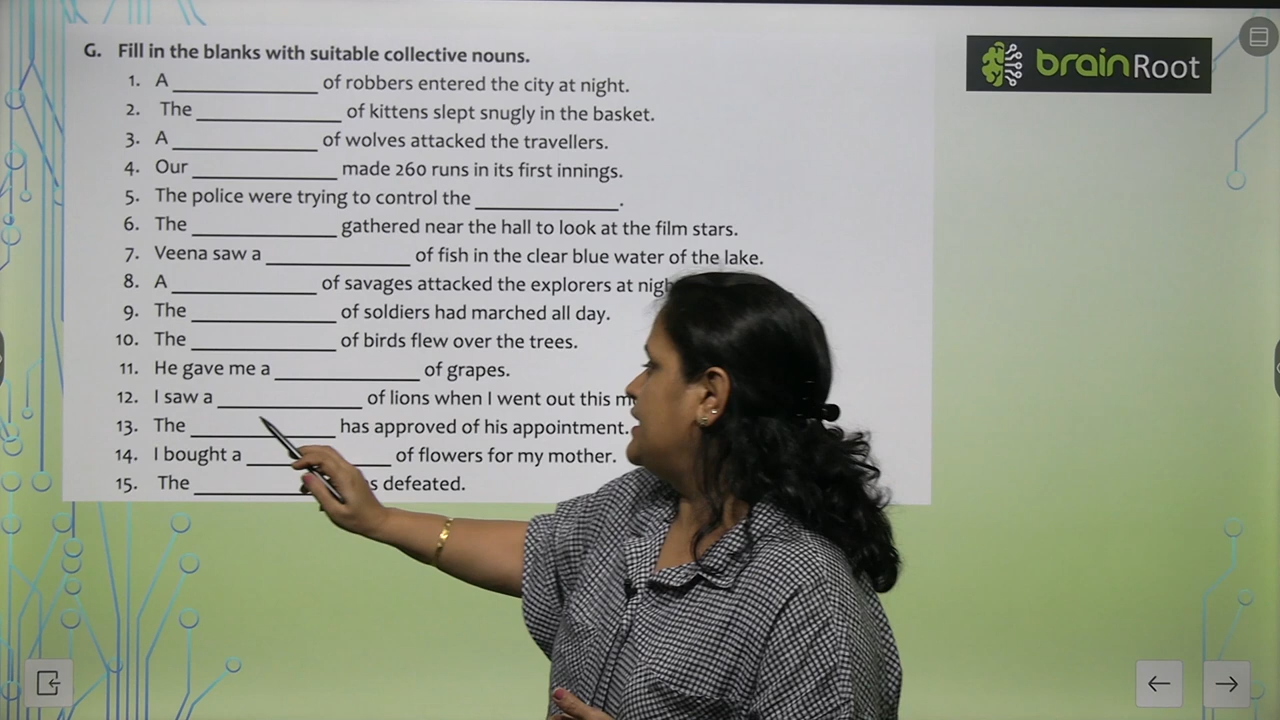 G. Fill in the blanks with suitable collective nouns.
brainRoot
1. A ______________ of robbers entered the city at night.
2. The ______________ of kittens slept snugly in the basket.
3. A ______________ of wolves attacked the travellers.
4. Our ______________ made 260 runs in its first innings.
5. The police were trying to control the ______________.
6. The ______________ gathered near the hall to look at the film stars.
7. Veena saw a ______________ of fish in the clear blue water of the lake.
8. A ______________ of savages attacked the explorers at nigh
9. The ______________ of soldiers had marched all day.
10. The ______________ of birds flew over the trees.
11. He gave me a ______________ of grapes.
12. I saw a ______________ of lions when I went out this m
13. The ______________ has approved of his appointment.
14. I bought a ______________ of flowers for my mother.
15. The ______________ s defeated.